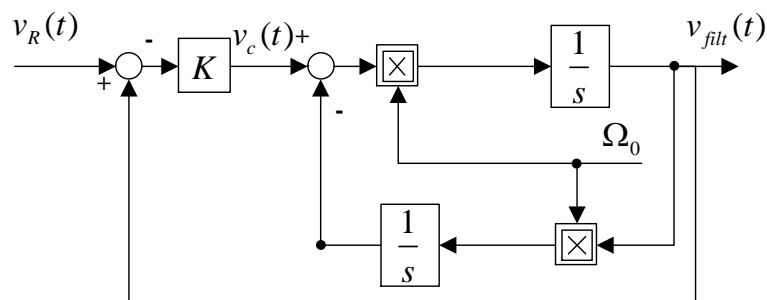 v_R(t)
-
+
K
v_c(t)
+
-
×
1
s
v_filt(t)
Ω_0
1
s
×